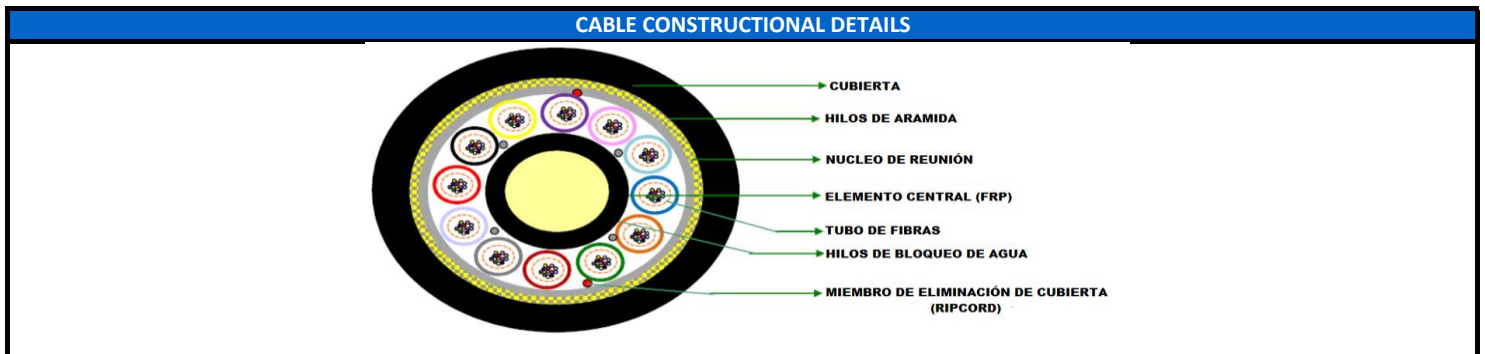 CABLE CONSTRUCTIONAL DETAILS
CUBIERTA
HILOS DE ARAMIDA
NUCLEO DE REUNIÓN
ELEMENTO CENTRAL (FRP)
TUBO DE FIBRAS
HILOS DE BLOQUEO DE AGUA
MIEMBRO DE ELIMINACIÓN DE CUBIERTA
(RIPCORD)